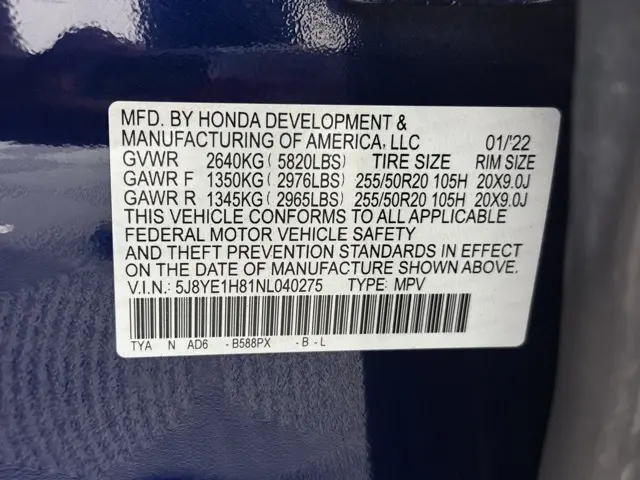 MFD. BY HONDA DEVELOPMENT &
MANUFACTURING OF AMERICA, LLC 01/'22
GVWR 2640KG ( 5820LBS) TIRE SIZE RIM SIZE
GAWR F 1350KG ( 2976LBS) 255/50R20 105H 20X9.0J
GAWR R 1345KG ( 2965LBS) 255/50R20 105H 20X9.0J
THIS VEHICLE CONFORMS TO ALL APPLICABLE
FEDERAL MOTOR VEHICLE SAFETY
AND THEFT PREVENTION STANDARDS IN EFFECT
ON THE DATE OF MANUFACTURE SHOWN ABOVE.
V.I.N.: 5J8YE1H81NL040275 TYPE: MPV
TYA N AD6 -B588PX -B-L